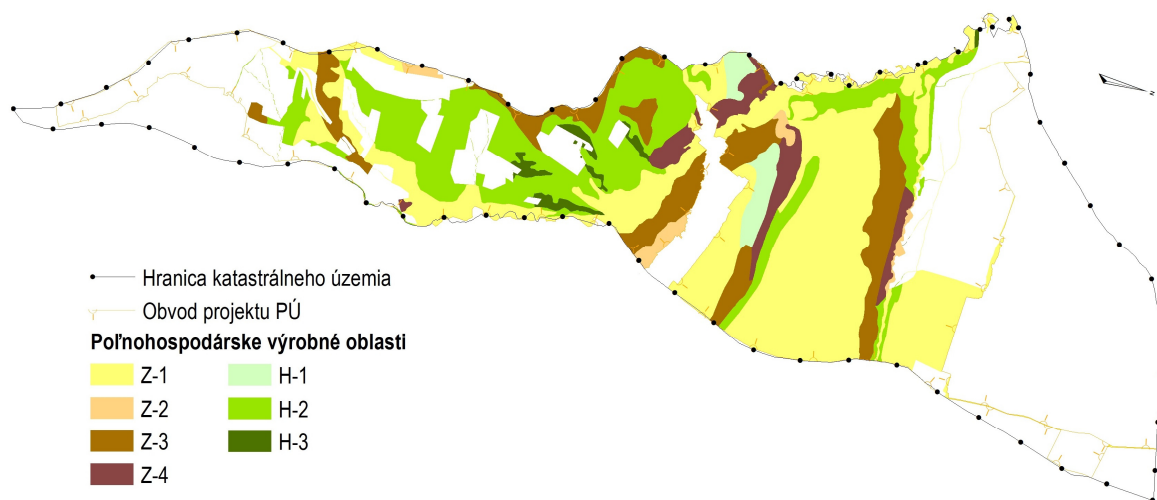 Hranica katastrálneho územia
Obvod projektu PÚ
Poľnohospodárske výrobné oblasti
Z-1
Z-2
Z-3
Z-4
H-1
H-2
H-3